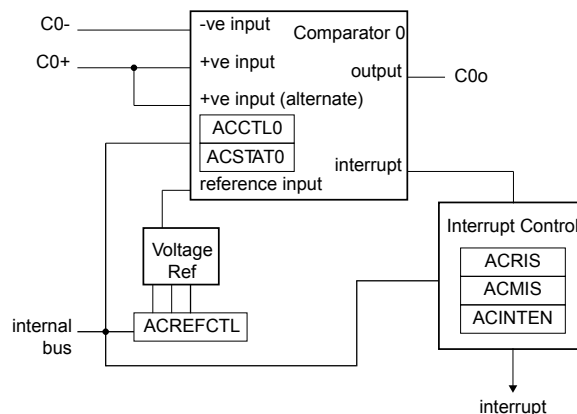 C0-
-ve input
Comparator 0
C0+
+ve input
output
C0o
+ve input (alternate)
ACCTL0
ACSTAT0
interrupt
reference input
Voltage
Ref
Interrupt Control
ACRIS
ACMIS
ACINTEN
internal
bus
ACREFCTL
interrupt